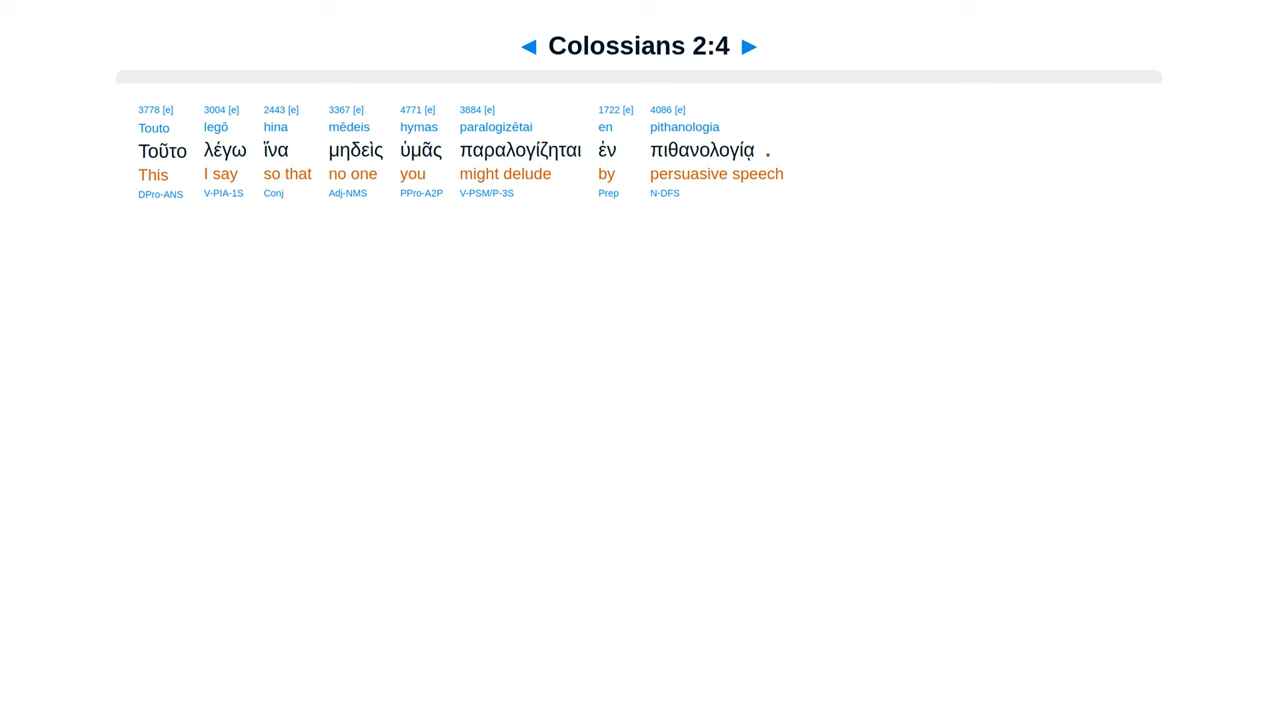 ◄ Colossians 2:4 ►
3778 [e] 3004 [e] 2443 [e] 3367 [e] 4771 [e] 3884 [e] 1722 [e] 4086 [e]
Touto legō hina mēdeis hymas paralogizētai en pithanologia
Τοῦτο λέγω ἵνα μηδεὶς ὑμᾶς παραλογίζηται ἐν πιθανολογίᾳ .
This I say so that no one you might delude by persuasive speech
DPro-ANS V-PIA-1S Conj Adj-NMS PPro-A2P V-PSM/P-3S Prep N-DFS